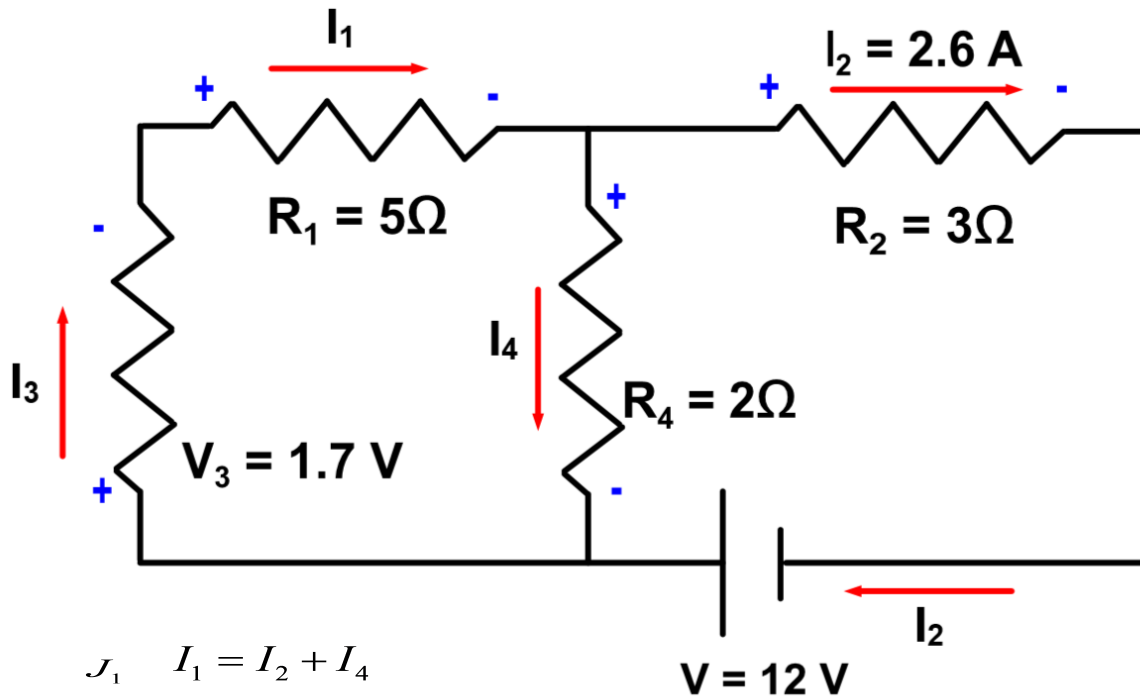 I₁
I₂ = 2.6 A
+ - + -
R₁ = 5Ω
R₂ = 3Ω
- +
I₃
I₄
R₄ = 2Ω
V₃ = 1.7 V
+ -
I₂
V = 12 V
J₁ I₁ = I₂ + I₄